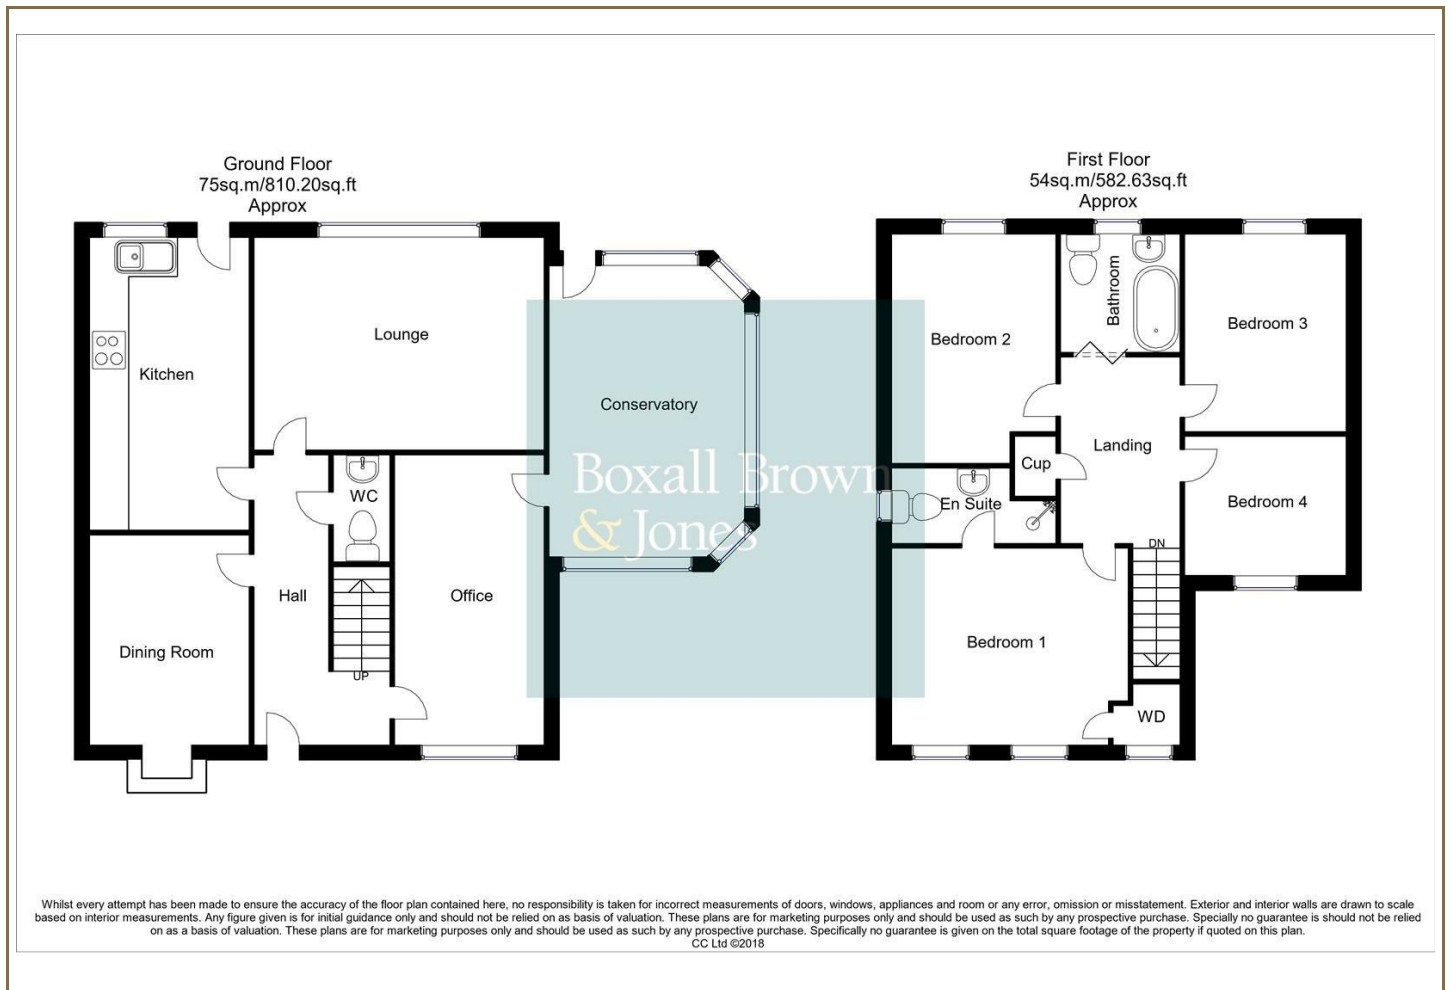 Ground Floor
75sq.m/810.20sq.ft
Approx
First Floor
54sq.m/582.63sq.ft
Approx
Lounge
Kitchen
Conservatory
WC
Hall
Office
Dining Room
UP
Bathroom
Bedroom 3
Bedroom 2
Landing
Cup
En Suite
Bedroom 4
DN
Bedroom 1
WD
Boxall Brown
& Jones
Whilst every attempt has been made to ensure the accuracy of the floor plan contained here, no responsibility is taken for incorrect measurements of doors, windows, appliances and room or any error, omission or misstatement. Exterior and interior walls are drawn to scale
based on interior measurements. Any figure given is for initial guidance only and should not be relied on as basis of valuation. These plans are for marketing purposes only and should be used as such by any prospective purchase. Specially no guarantee is should not be relied
on as a basis of valuation. These plans are for marketing purposes only and should be used as such by any prospective purchase. Specifically no guarantee is given on the total square footage of the property if quoted on this plan.
CC Ltd ©2018